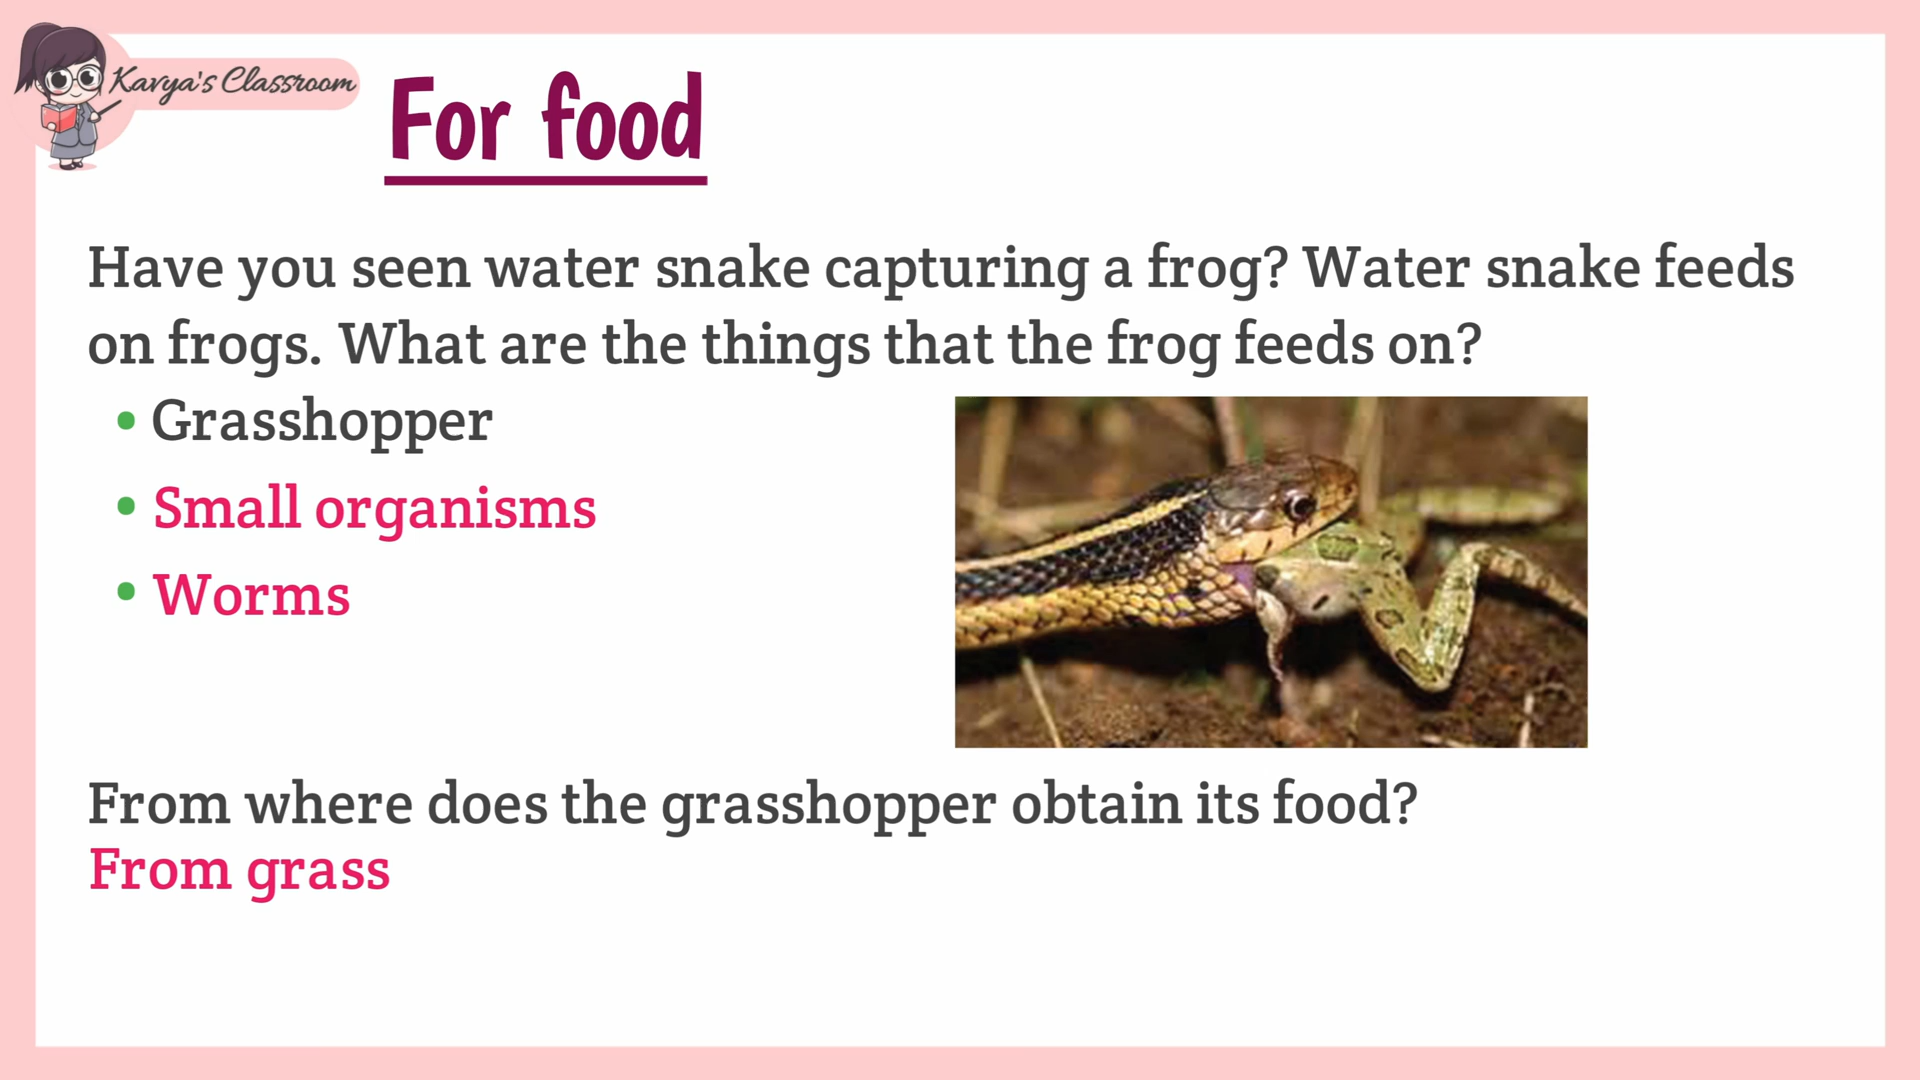 Kavya's Classroom
For food
Have you seen water snake capturing a frog? Water snake feeds
on frogs. What are the things that the frog feeds on?
• Grasshopper
• Small organisms
• Worms
From where does the grasshopper obtain its food?
From grass